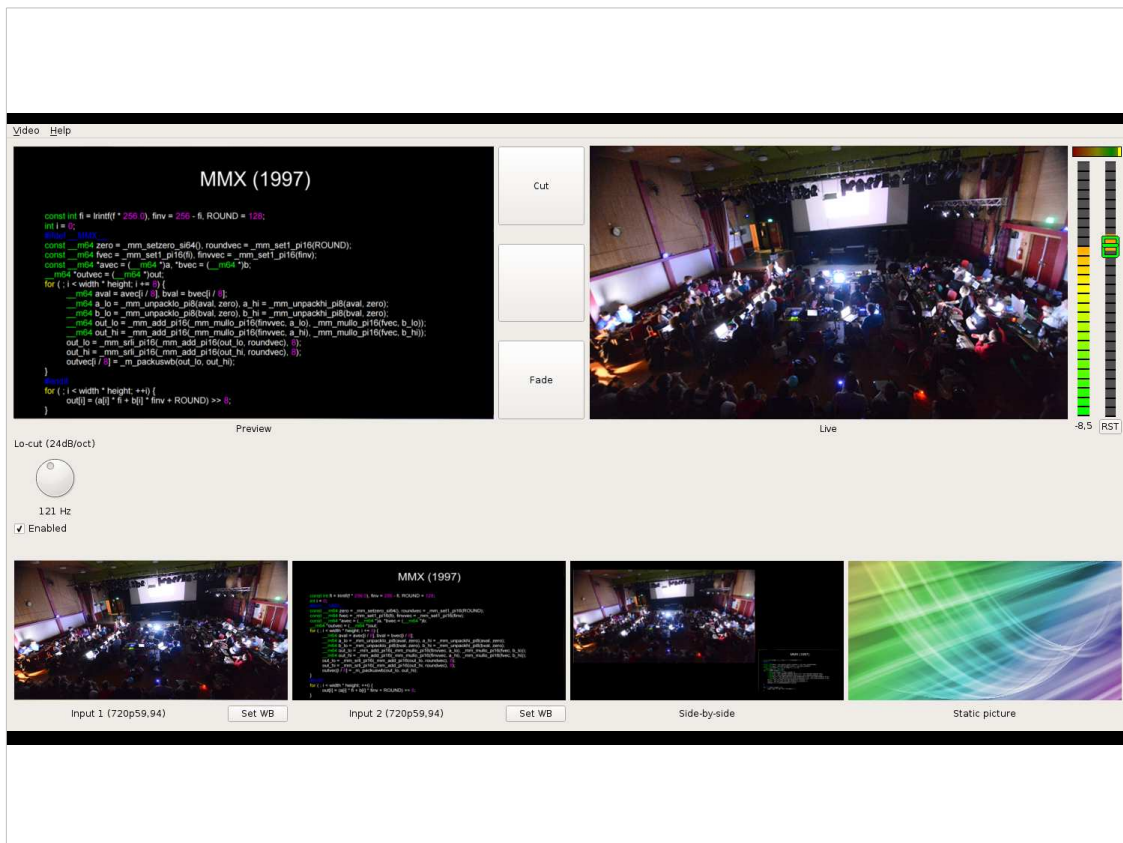 Video Help
MMX (1997)
const int fi = lrintf(f * 256.0), finv = 256 - fi, ROUND = 128;
int i = 0;
#ifdef __MMX__
const __m64 zero = _mm_setzero_si64(), roundvec = _mm_set1_pi16(ROUND);
const __m64 fvec = _mm_set1_pi16(fi), finvvec = _mm_set1_pi16(finv);
const __m64 *avec = (__m64 *)a, *bvec = (__m64 *)b;
__m64 *outvec = (__m64 *)out;
for ( ; i < width * height; i += 8) {
__m64 aval = avec[i / 8], bval = bvec[i / 8];
__m64 a_lo = _mm_unpacklo_pi8(aval, zero), a_hi = _mm_unpackhi_pi8(aval, zero);
__m64 b_lo = _mm_unpacklo_pi8(bval, zero), b_hi = _mm_unpackhi_pi8(bval, zero);
__m64 out_lo = _mm_add_pi16(_mm_mullo_pi16(finvvec, a_lo), _mm_mullo_pi16(fvec, b_lo));
__m64 out_hi = _mm_add_pi16(_mm_mullo_pi16(finvvec, a_hi), _mm_mullo_pi16(fvec, b_hi));
out_lo = _mm_srli_pi16(_mm_add_pi16(out_lo, roundvec), 8);
out_hi = _mm_srli_pi16(_mm_add_pi16(out_hi, roundvec), 8);
outvec[i / 8] = _m_packuswb(out_lo, out_hi);
}
#endif
for ( ; i < width * height; ++i) {
out[i] = (a[i] * fi + b[i] * finv + ROUND) >> 8;
}
Preview
Cut
Fade
Live
-8,5 RST
Lo-cut (24dB/oct)
121 Hz
Enabled
MMX (1997)
Input 1 (720p59,94) Set WB
Input 2 (720p59,94) Set WB
Side-by-side
Static picture